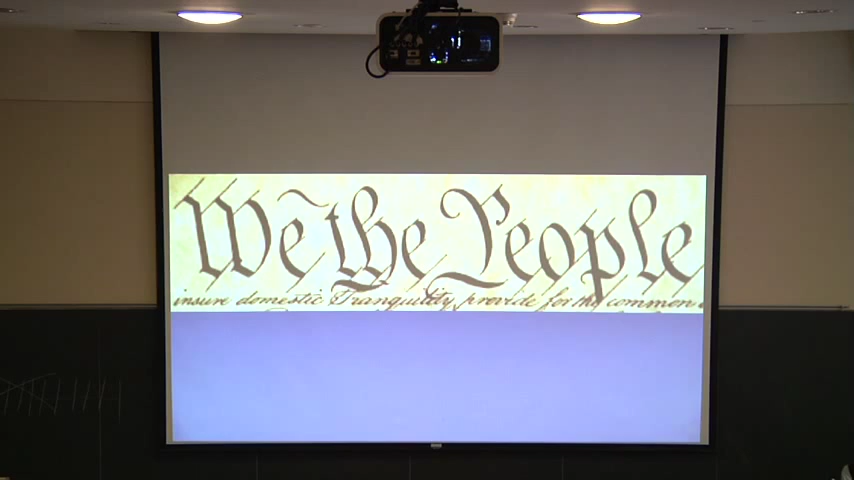 We the People
insure domestic Tranquility, provide for the common